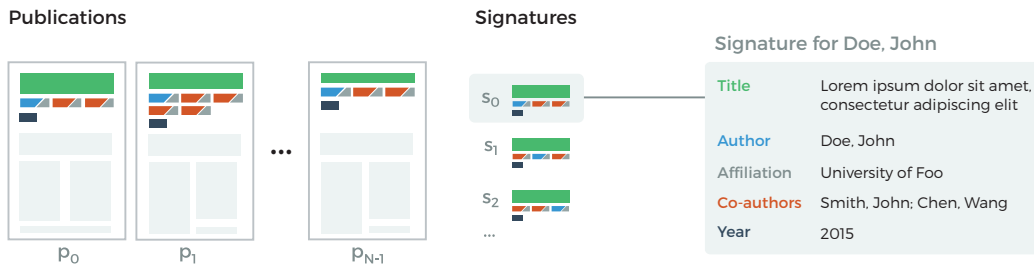 Publications
p0
p1
...
pN-1
Signatures
s0
s1
s2
...
Signature for Doe, John
Title Lorem ipsum dolor sit amet,
consectetur adipiscing elit
Author Doe, John
Affiliation University of Foo
Co-authors Smith, John; Chen, Wang
Year 2015